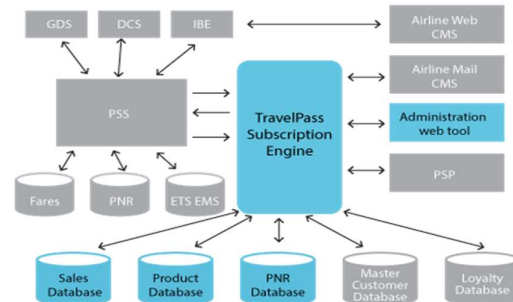 GDS
DCS
IBE
Airline Web
CMS
Airline Mail
CMS
PSS
TravelPass
Subscription
Engine
Administration
web tool
PSP
Fares
PNR
ETS EMS
Sales
Database
Product
Database
PNR
Database
Master
Customer
Database
Loyalty
Database